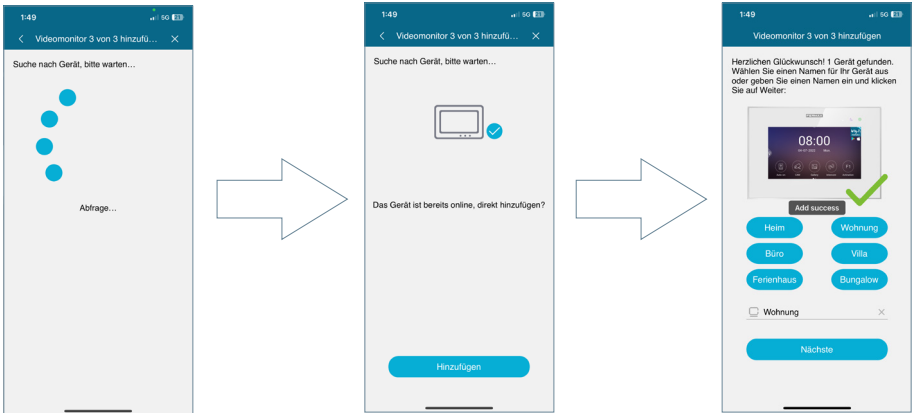 1:49
5G 21
Videomonitor 3 von 3 hinzufü...
Suche nach Gerät, bitte warten...
Abfrage...
1:49
5G 21
Videomonitor 3 von 3 hinzufü...
Suche nach Gerät, bitte warten...
Das Gerät ist bereits online, direkt hinzufügen?
Hinzufügen
1:49
5G 21
Videomonitor 3 von 3 hinzufügen
Herzlichen Glückwunsch! 1 Gerät gefunden.
Wählen Sie einen Namen für Ihr Gerät aus
oder geben Sie einen Namen ein und klicken
Sie auf Weiter:
08:00
Add success
Heim
Wohnung
Büro
Villa
Ferienhaus
Bungalow
Wohnung
Nächste